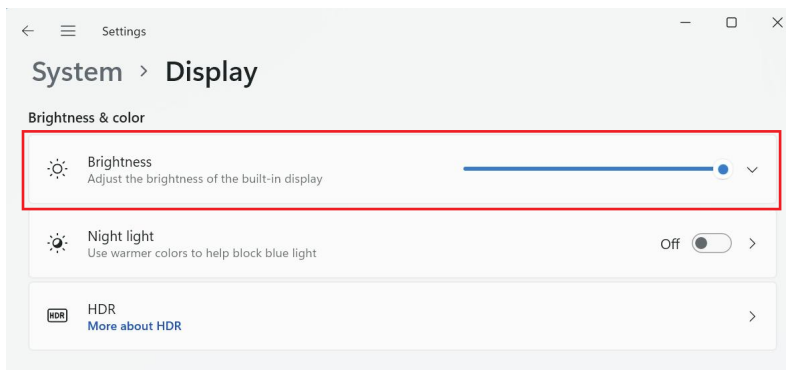 Settings
System > Display
Brightness & color
Brightness
Adjust the brightness of the built-in display
Night light
Use warmer colors to help block blue light
Off
HDR
HDR
More about HDR